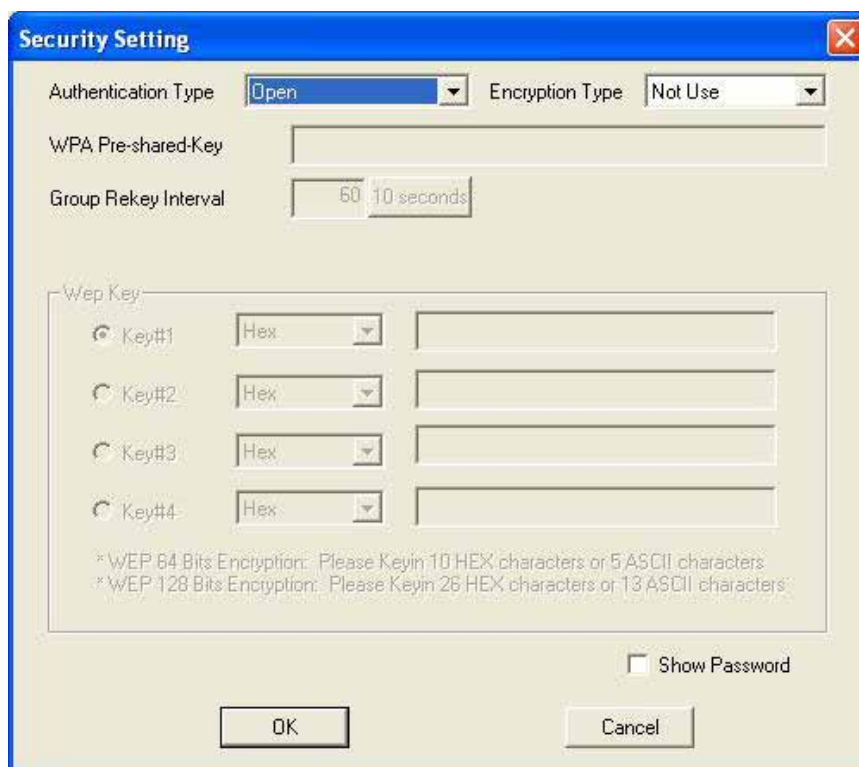 Security Setting
Authentication Type Open Encryption Type Not Use
WPA Pre-shared-Key
Group Rekey Interval 60 10 seconds
Wep Key
Key#1 Hex
Key#2 Hex
Key#3 Hex
Key#4 Hex
* WEP 64 Bits Encryption: Please Keyin 10 HEX characters or 5 ASCII characters
* WEP 128 Bits Encryption: Please Keyin 26 HEX characters or 13 ASCII characters
Show Password
OK Cancel